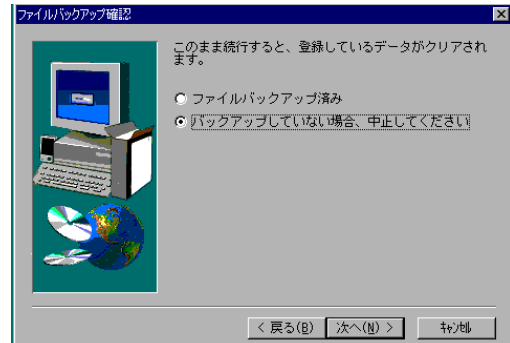 ファイルバックアップ確認
このまま続行すると、登録しているデータがクリアされ
ます。
ファイルバックアップ済み
バックアップしていない場合、中止してください
< 戻る(B)
次へ(N) >
キャンセル